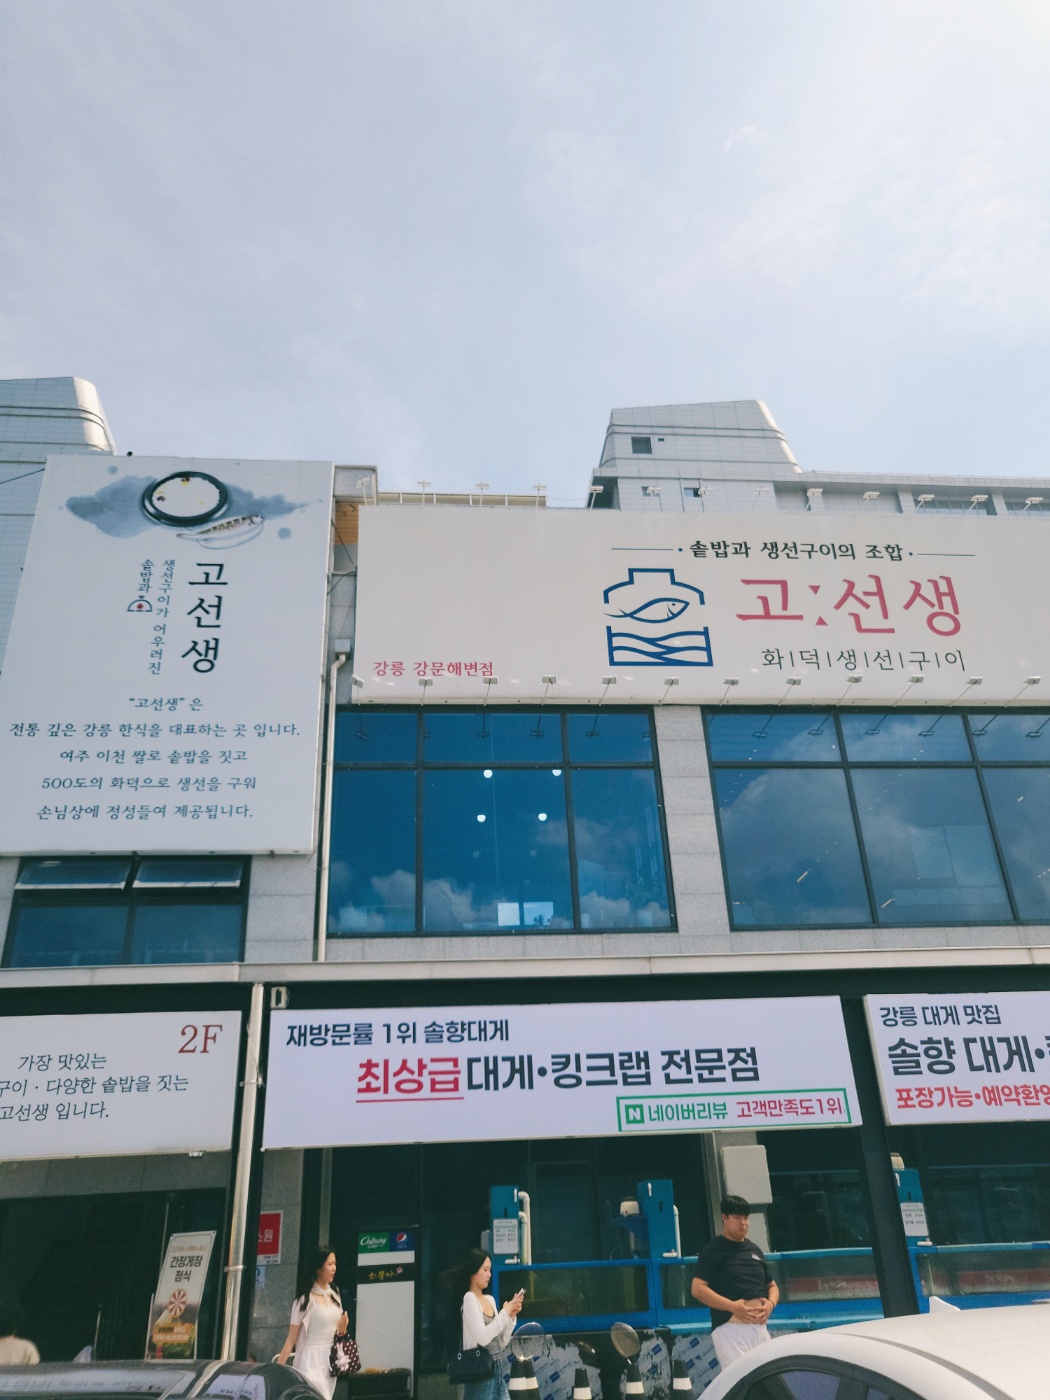 고선생
생선구이가 어우러진
솥밥과
“고선생” 은
전통 깊은 강릉 한식을 대표하는 곳 입니다.
여주 이천 쌀로 솥밥을 짓고
500도의 화덕으로 생선을 구워
손님상에 정성들여 제공됩니다.
솥밥과 생선구이의 조합
고:선생
화|덕|생|선|구|이
강릉 강문해변점
2F
가장 맛있는
구이 · 다양한 솥밥을 짓는
고선생 입니다.
재방문률 1위 솔향대게
최상급 대게•킹크랩 전문점
N 네이버리뷰 고객만족도1위
강릉 대게 맛집
솔향 대게•
포장가능•예약환영
간장게장
정식
소원
Chilsung